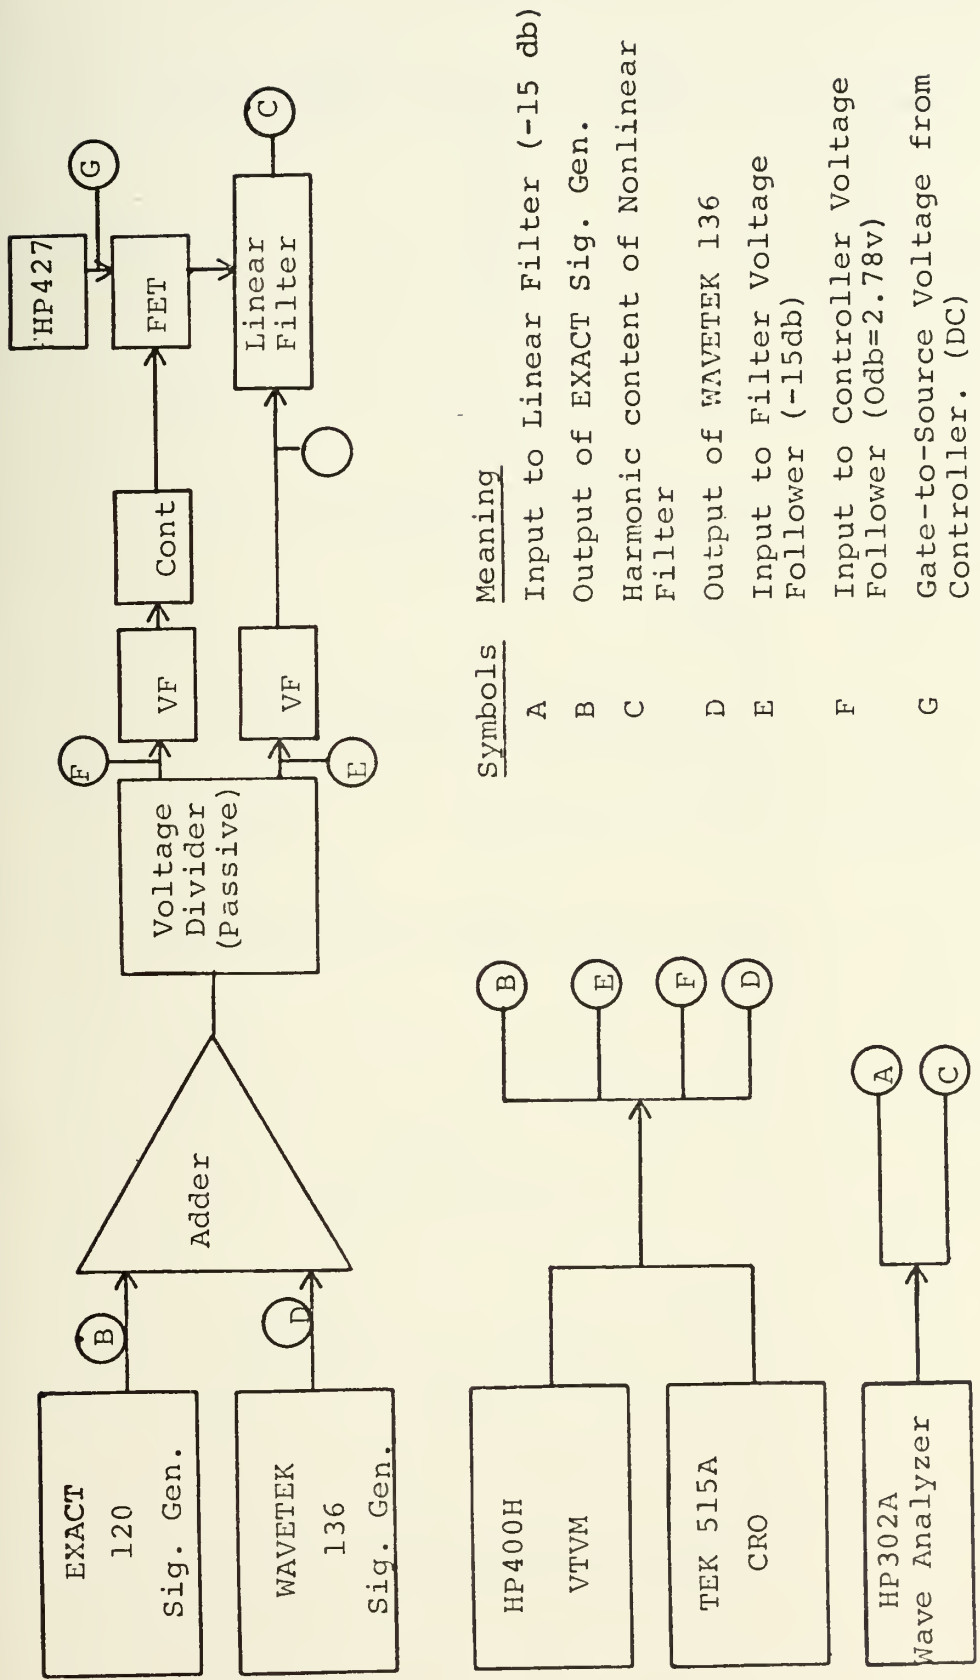 EXACT
120
Sig. Gen.
B
WAVETEK
136
Sig. Gen.
D
Adder
Voltage
Divider
(Passive)
F
E
VF
VF
Cont
HP427
G
FET
Linear
Filter
C
HP400H
VTVM
TEK 515A
CRO
B
E
F
D
HP302A
Wave Analyzer
A
C
Symbols Meaning
A Input to Linear Filter (-15 db)
B Output of EXACT Sig. Gen.
C Harmonic content of Nonlinear
Filter
D Output of WAVETEK 136
E Input to Filter Voltage
Follower (-15db)
F Input to Controller Voltage
Follower (0db=2.78v)
G Gate-to-Source Voltage from
Controller. (DC)